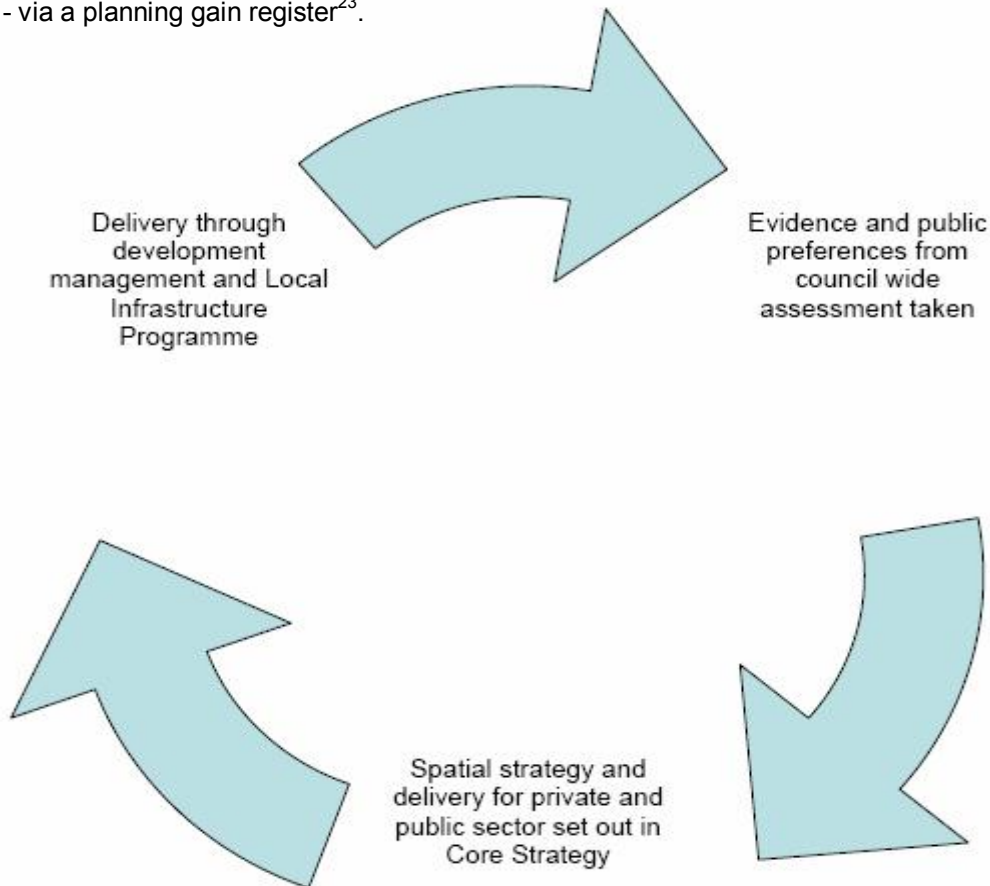 - via a planning gain register²³.
Delivery through
development
management and Local
Infrastructure
Programme
Evidence and public
preferences from
council wide
assessment taken
Spatial strategy and
delivery for private and
public sector set out in
Core Strategy